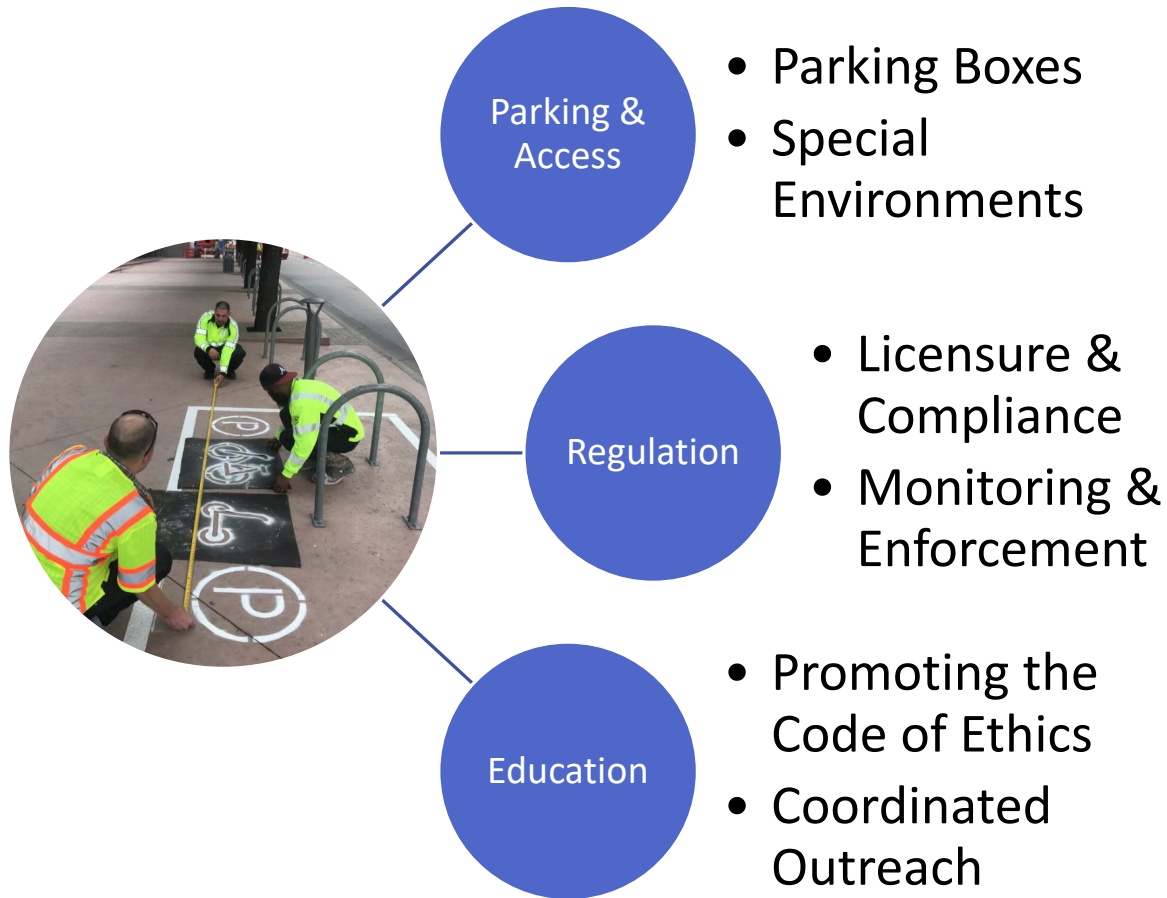 Parking &
Access
• Parking Boxes
• Special
Environments
Regulation
• Licensure &
Compliance
• Monitoring &
Enforcement
Education
• Promoting the
Code of Ethics
• Coordinated
Outreach
P
P